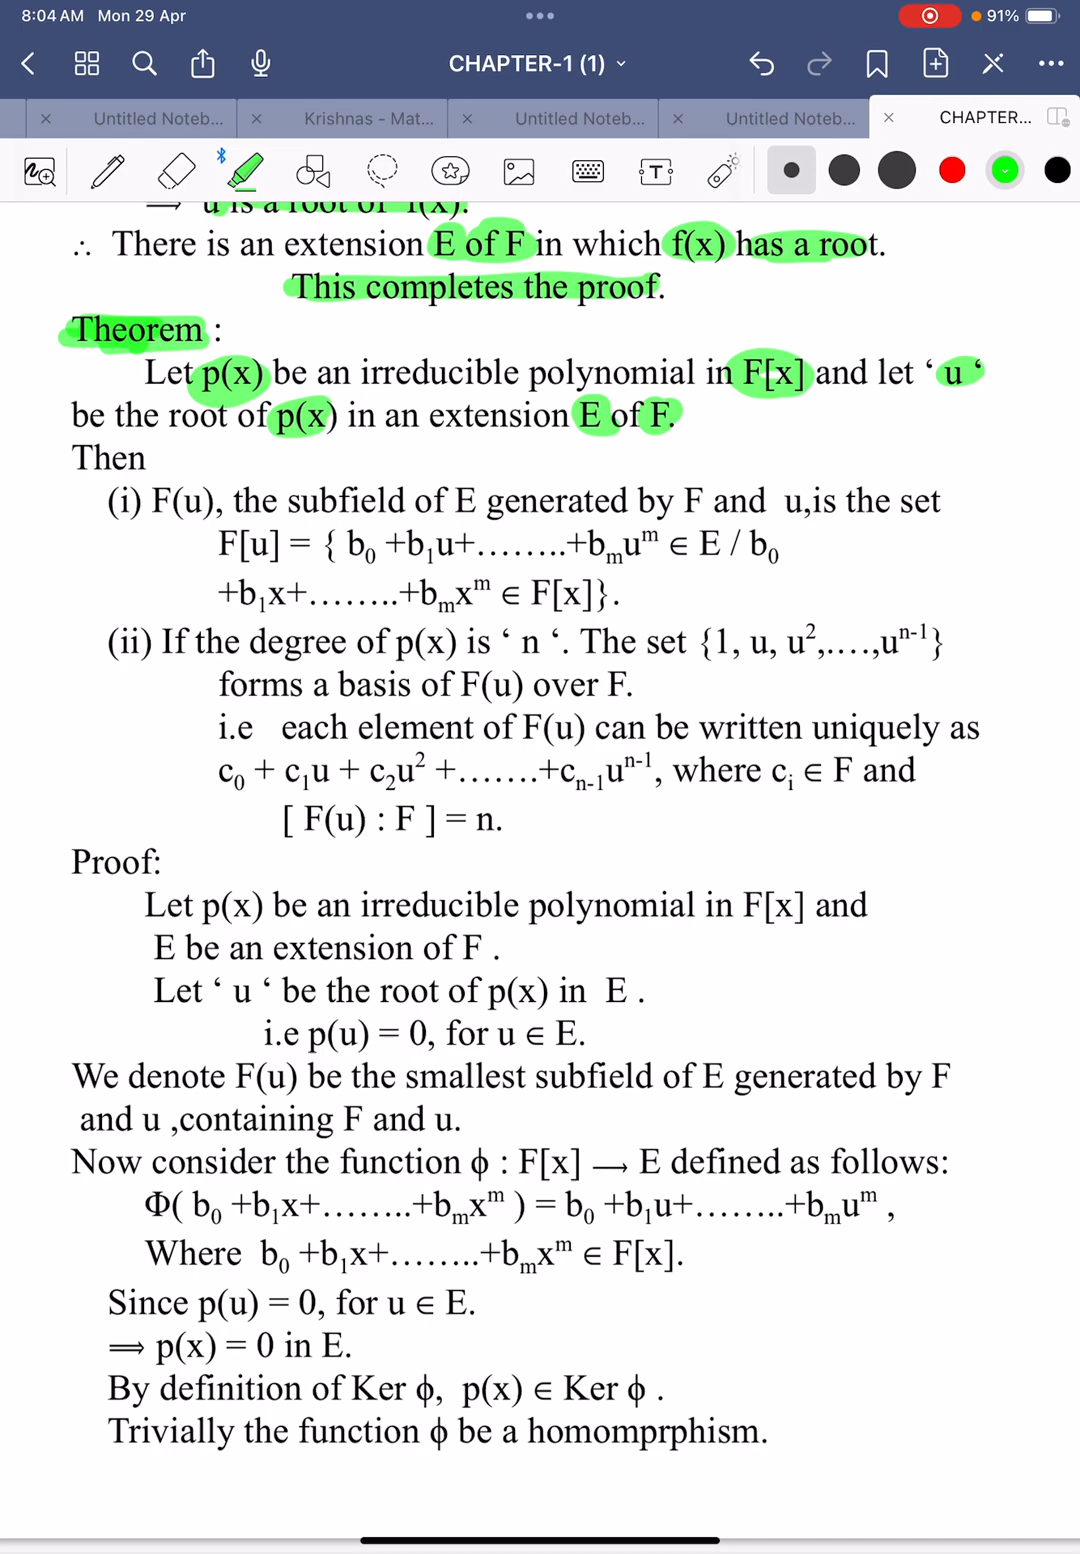 8:04 AM Mon 29 Apr
91%
CHAPTER-1 (1)
Untitled Noteb...
Krishnas - Mat...
Untitled Noteb...
Untitled Noteb...
CHAPTER...
⟹ u is a root of f(x).
∴ There is an extension E of F in which f(x) has a root.
This completes the proof.
Theorem :
Let p(x) be an irreducible polynomial in F[x] and let ‘ u ‘
be the root of p(x) in an extension E of F.
Then
(i) F(u), the subfield of E generated by F and u,is the set
F[u] = { b₀ +b₁u+……..+bₘuᵐ ∈ E / b₀
+b₁x+……..+bₘxᵐ ∈ F[x]}.
(ii) If the degree of p(x) is ‘ n ‘. The set {1, u, u²,….,uⁿ⁻¹}
forms a basis of F(u) over F.
i.e each element of F(u) can be written uniquely as
c₀ + c₁u + c₂u² +…….+cₙ₋₁uⁿ⁻¹, where cᵢ ∈ F and
[ F(u) : F ] = n.
Proof:
Let p(x) be an irreducible polynomial in F[x] and
E be an extension of F .
Let ‘ u ‘ be the root of p(x) in E .
i.e p(u) = 0, for u ∈ E.
We denote F(u) be the smallest subfield of E generated by F
and u ,containing F and u.
Now consider the function ϕ : F[x] ⟶ E defined as follows:
Φ( b₀ +b₁x+……..+bₘxᵐ ) = b₀ +b₁u+……..+bₘuᵐ ,
Where b₀ +b₁x+……..+bₘxᵐ ∈ F[x].
Since p(u) = 0, for u ∈ E.
⟹ p(x) = 0 in E.
By definition of Ker ϕ, p(x) ∈ Ker ϕ .
Trivially the function ϕ be a homomprphism.